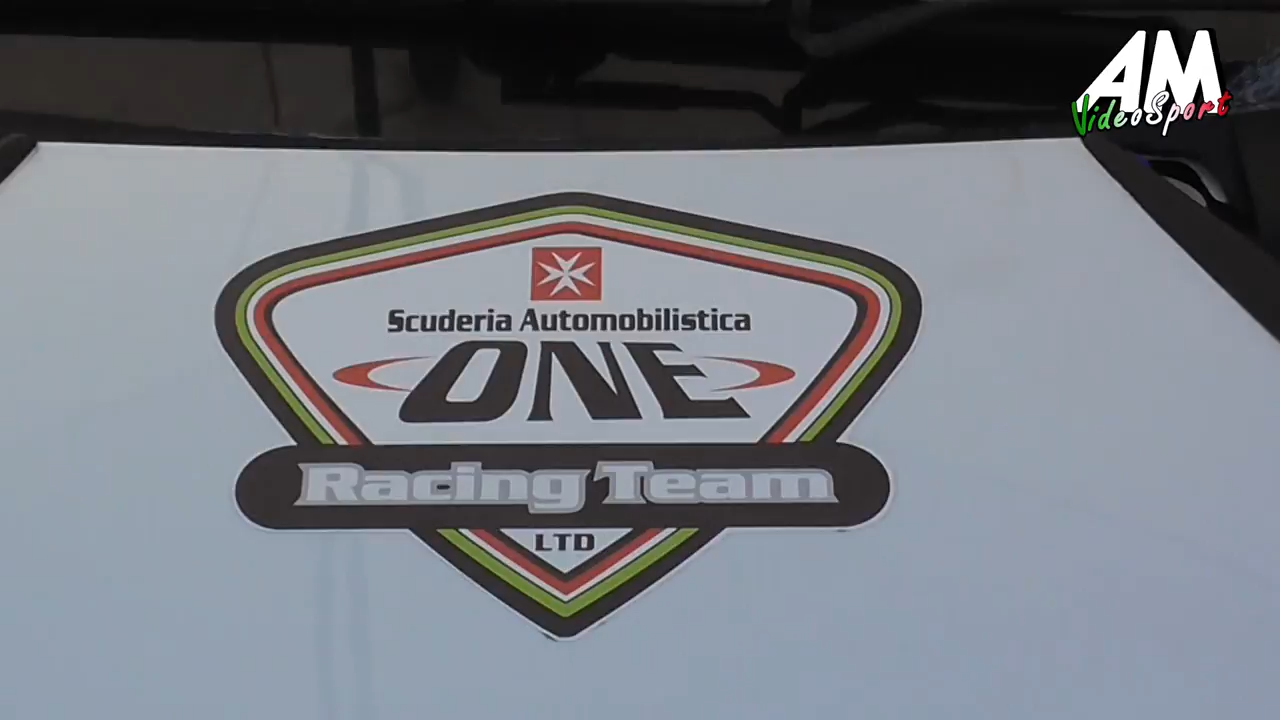 AM
VideoSport
Scuderia Automobilistica
ONE
Racing Team
LTD